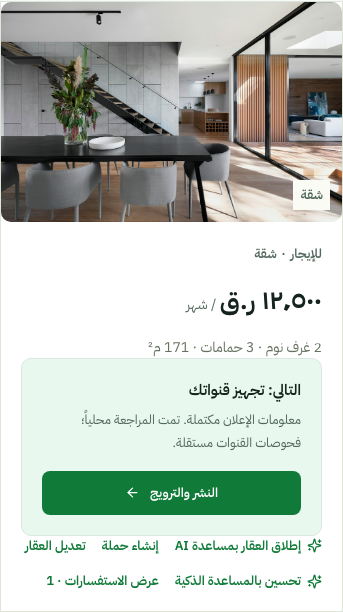 شقة
للإيجار · شقة
١٢,٥٠٠ ر.ق / شهر
2 غرف نوم · 3 حمامات · 171 م²
التالي: تجهيز قنواتك
معلومات الإعلان مكتملة. تمت المراجعة محلياً؛
فحوصات القنوات مستقلة.
النشر والترويج ←
إطلاق العقار بمساعدة AI إنشاء حملة تعديل العقار
تحسين بالمساعدة الذكية عرض الاستفسارات · 1